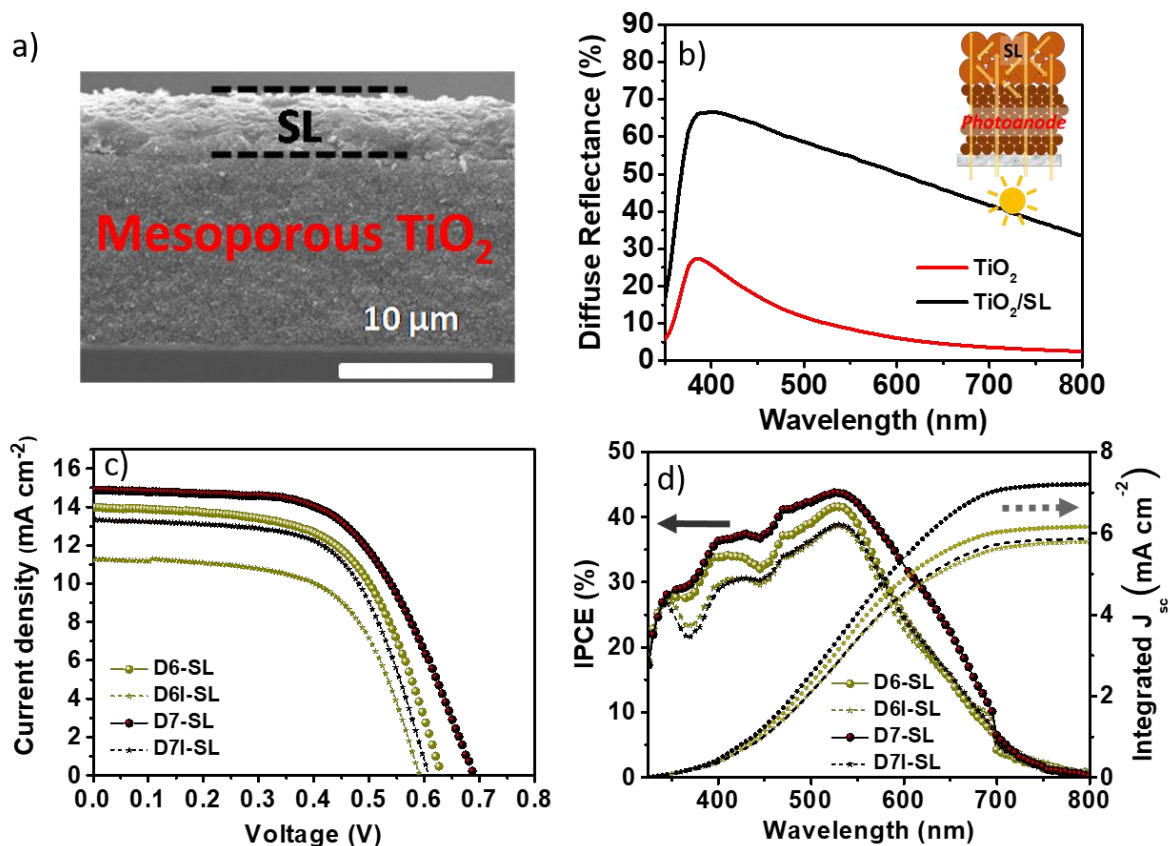 a)
SL
Mesoporous TiO₂
10 µm
b)
Diffuse Reflectance (%)
90
80
70
60
50
40
30
20
10
0
400 500 600 700 800
Wavelength (nm)
SL
Photoanode
TiO₂
TiO₂/SL
c)
Current density (mA cm⁻²)
16
14
12
10
8
6
4
2
0
0.0 0.1 0.2 0.3 0.4 0.5 0.6 0.7 0.8
Voltage (V)
D6-SL
D6I-SL
D7-SL
D7I-SL
d)
IPCE (%)
50
40
30
20
10
0
400 500 600 700 800
Wavelength (nm)
8
6
4
2
0
Integrated Jsc (mA cm⁻²)
D6-SL
D6I-SL
D7-SL
D7I-SL